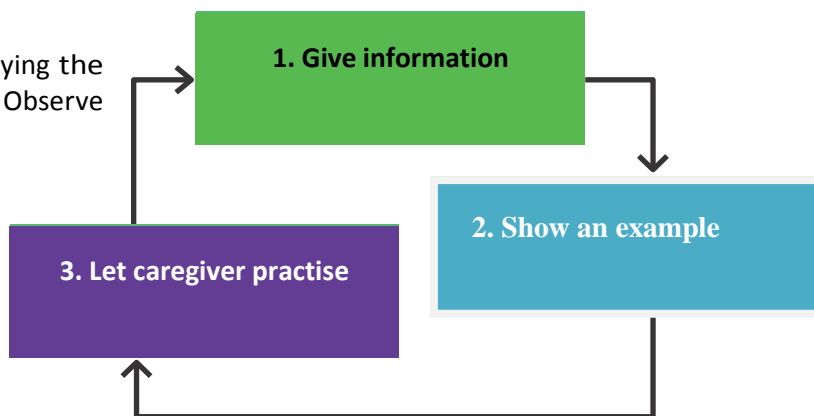 ying the
Observe
1. Give information
2. Show an example
3. Let caregiver practise